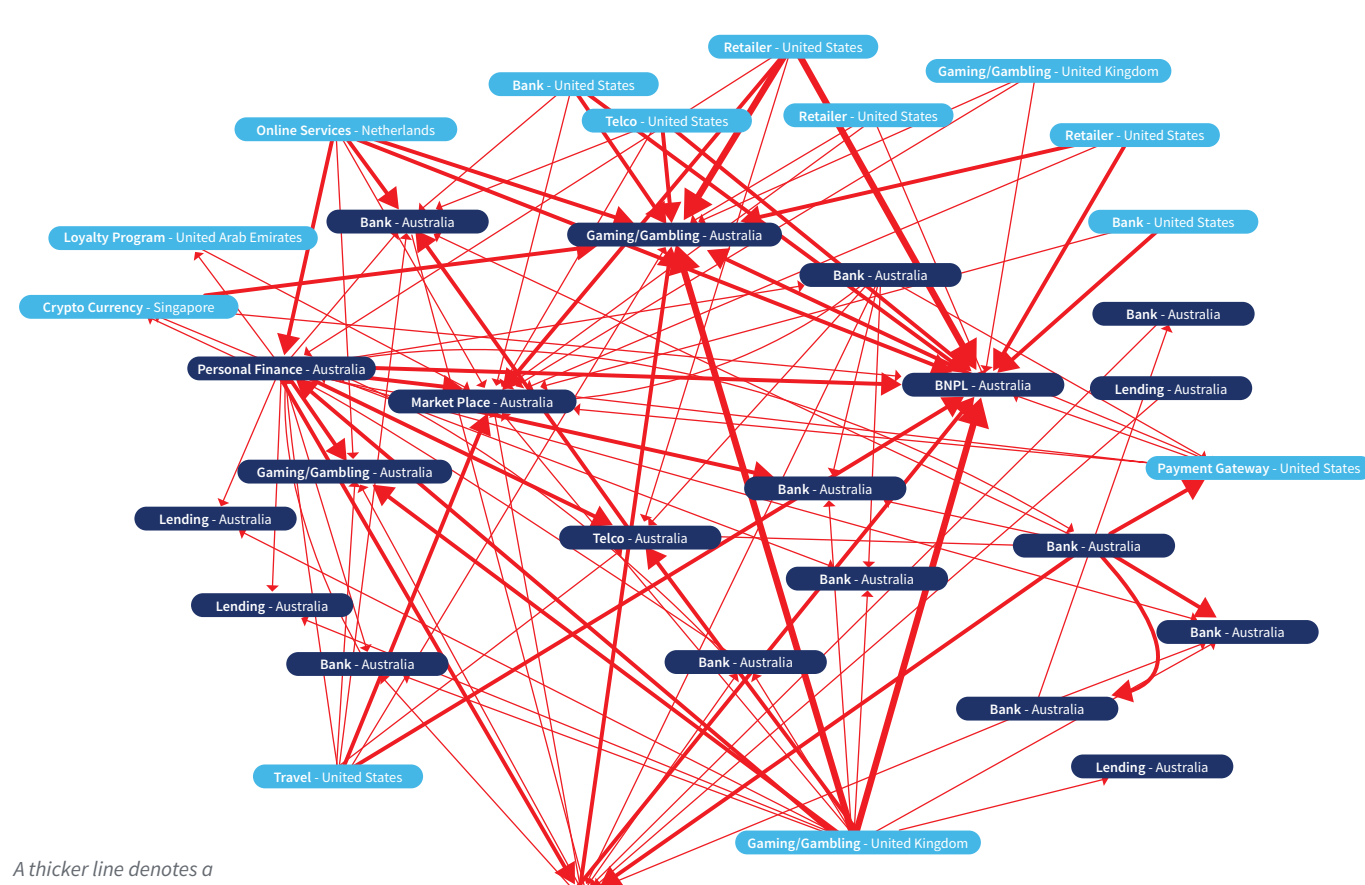 Retailer - United States
Gaming/Gambling - United Kingdom
Bank - United States
Retailer - United States
Telco - United States
Online Services - Netherlands
Retailer - United States
Bank - Australia
Bank - United States
Gaming/Gambling - Australia
Loyalty Program - United Arab Emirates
Bank - Australia
Crypto Currency - Singapore
Bank - Australia
Personal Finance - Australia
BNPL - Australia
Lending - Australia
Market Place - Australia
Payment Gateway - United States
Gaming/Gambling - Australia
Bank - Australia
Lending - Australia
Telco - Australia
Bank - Australia
Bank - Australia
Lending - Australia
Bank - Australia
Bank - Australia
Bank - Australia
Bank - Australia
Lending - Australia
Travel - United States
Gaming/Gambling - United Kingdom
A thicker line denotes a